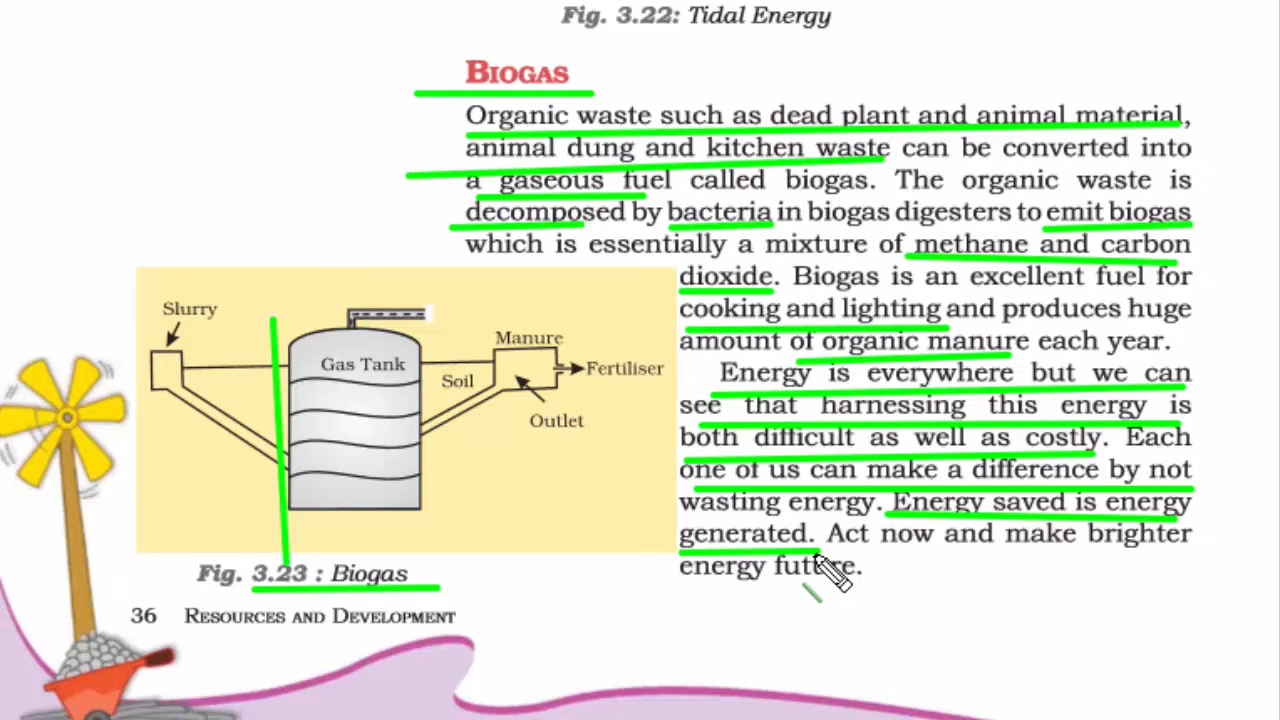 Fig. 3.22: Tidal Energy
BIOGAS
Organic waste such as dead plant and animal material,
animal dung and kitchen waste can be converted into
a gaseous fuel called biogas. The organic waste is
decomposed by bacteria in biogas digesters to emit biogas
which is essentially a mixture of methane and carbon
dioxide. Biogas is an excellent fuel for
cooking and lighting and produces huge
amount of organic manure each year.
Energy is everywhere but we can
see that harnessing this energy is
both difficult as well as costly. Each
one of us can make a difference by not
wasting energy. Energy saved is energy
generated. Act now and make brighter
energy future.
Slurry
Gas Tank
Manure
Soil
Fertiliser
Outlet
Fig. 3.23 : Biogas
36 RESOURCES AND DEVELOPMENT